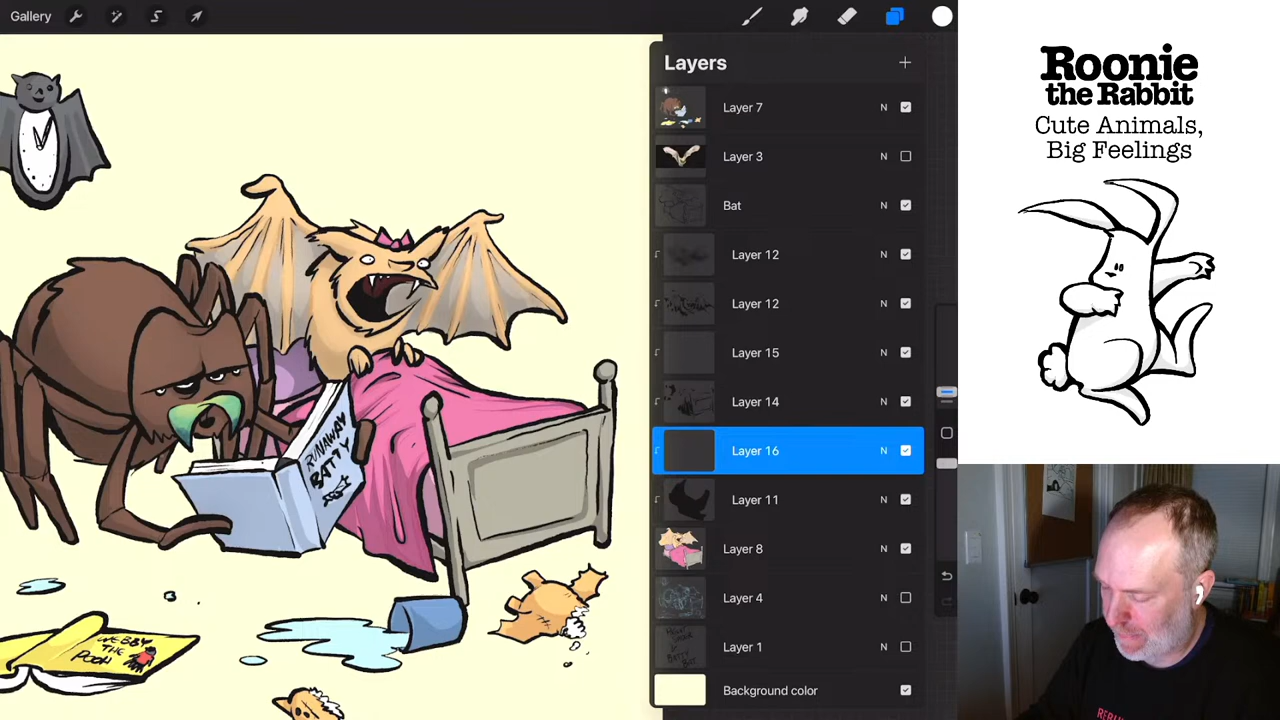 Gallery
Layers
Layer 7
N
Layer 3
N
Bat
N
Layer 12
N
Layer 12
N
Layer 15
N
Layer 14
N
Layer 16
N
Layer 11
N
Layer 8
N
Layer 4
N
Layer 1
N
Background color
Roonie
the Rabbit
Cute Animals,
Big Feelings
RUNAWAY
BATTY
WEBBY
THE
POOH